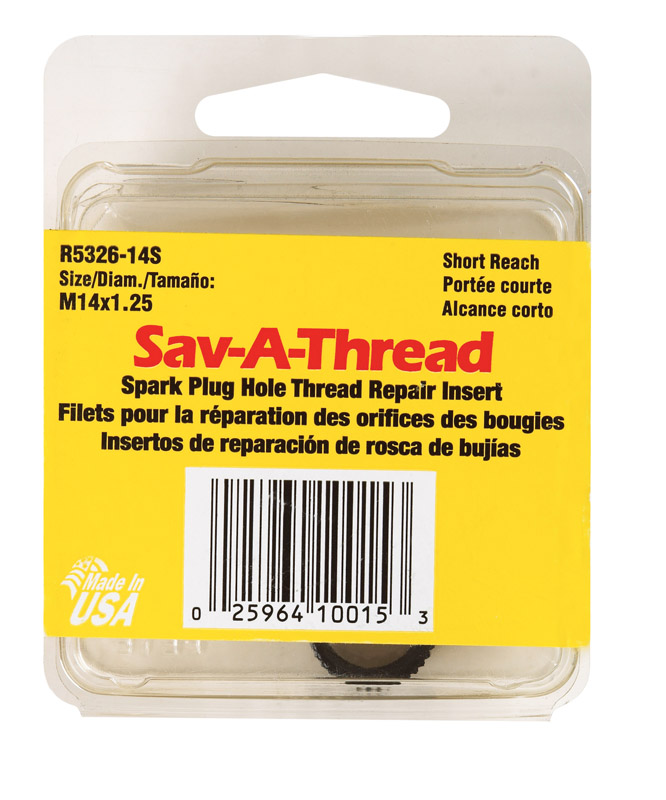 R5326-14S
Size/Diam./Tamaño:
M14x1.25
Short Reach
Portée courte
Alcance corto
Sav-A-Thread
Spark Plug Hole Thread Repair Insert
Filets pour la réparation des orifices des bougies
Insertos de reparación de rosca de bujías
Made In
USA
0 25964 10015 3